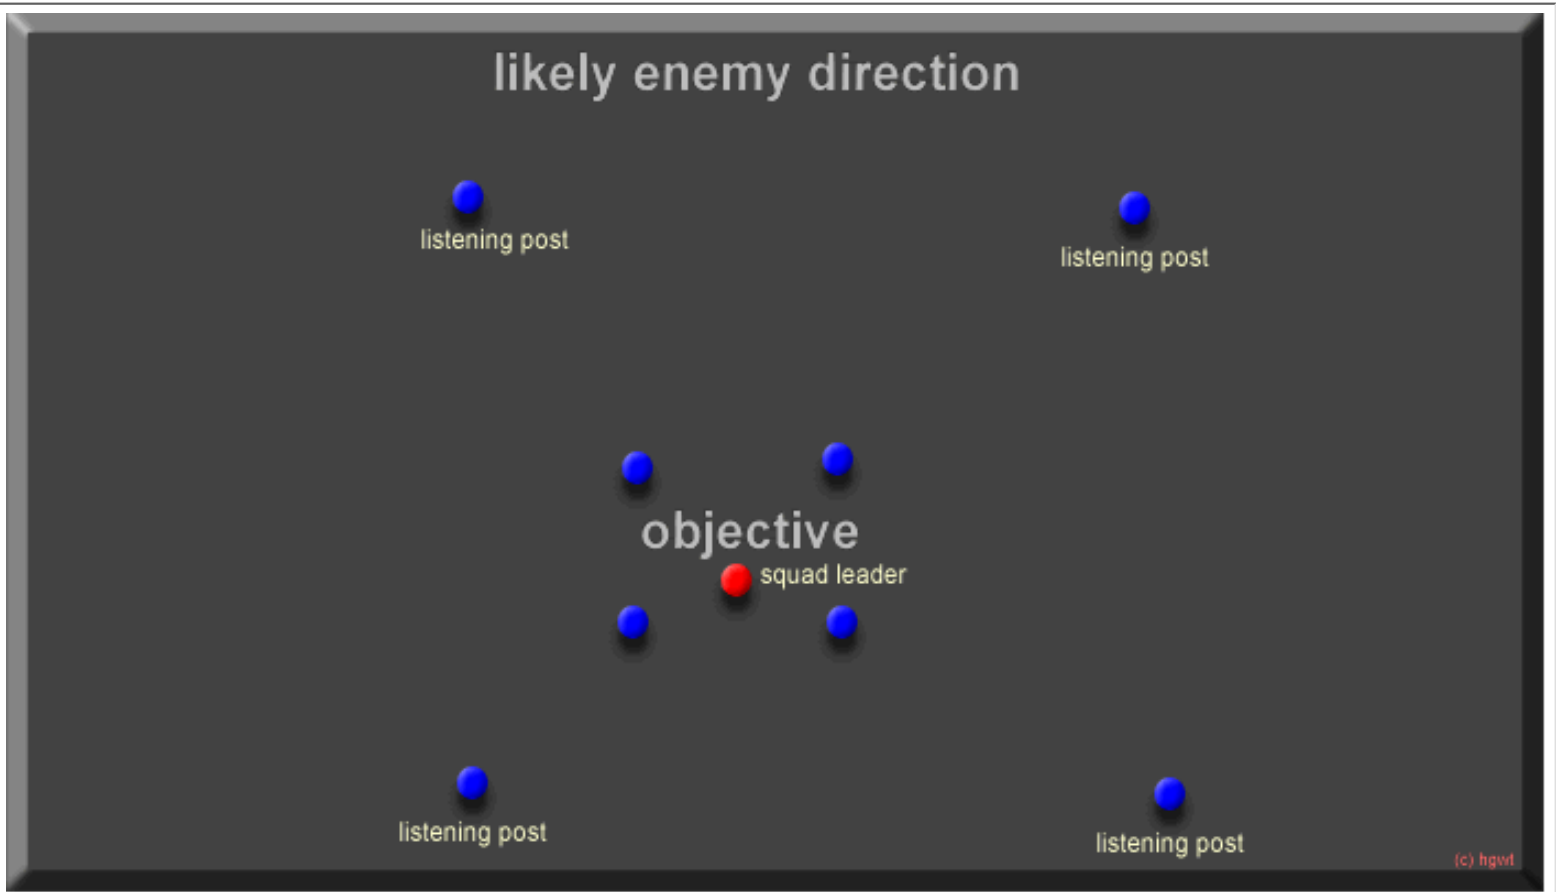 likely enemy direction
listening post
listening post
objective
squad leader
listening post
listening post
(c) hgwt